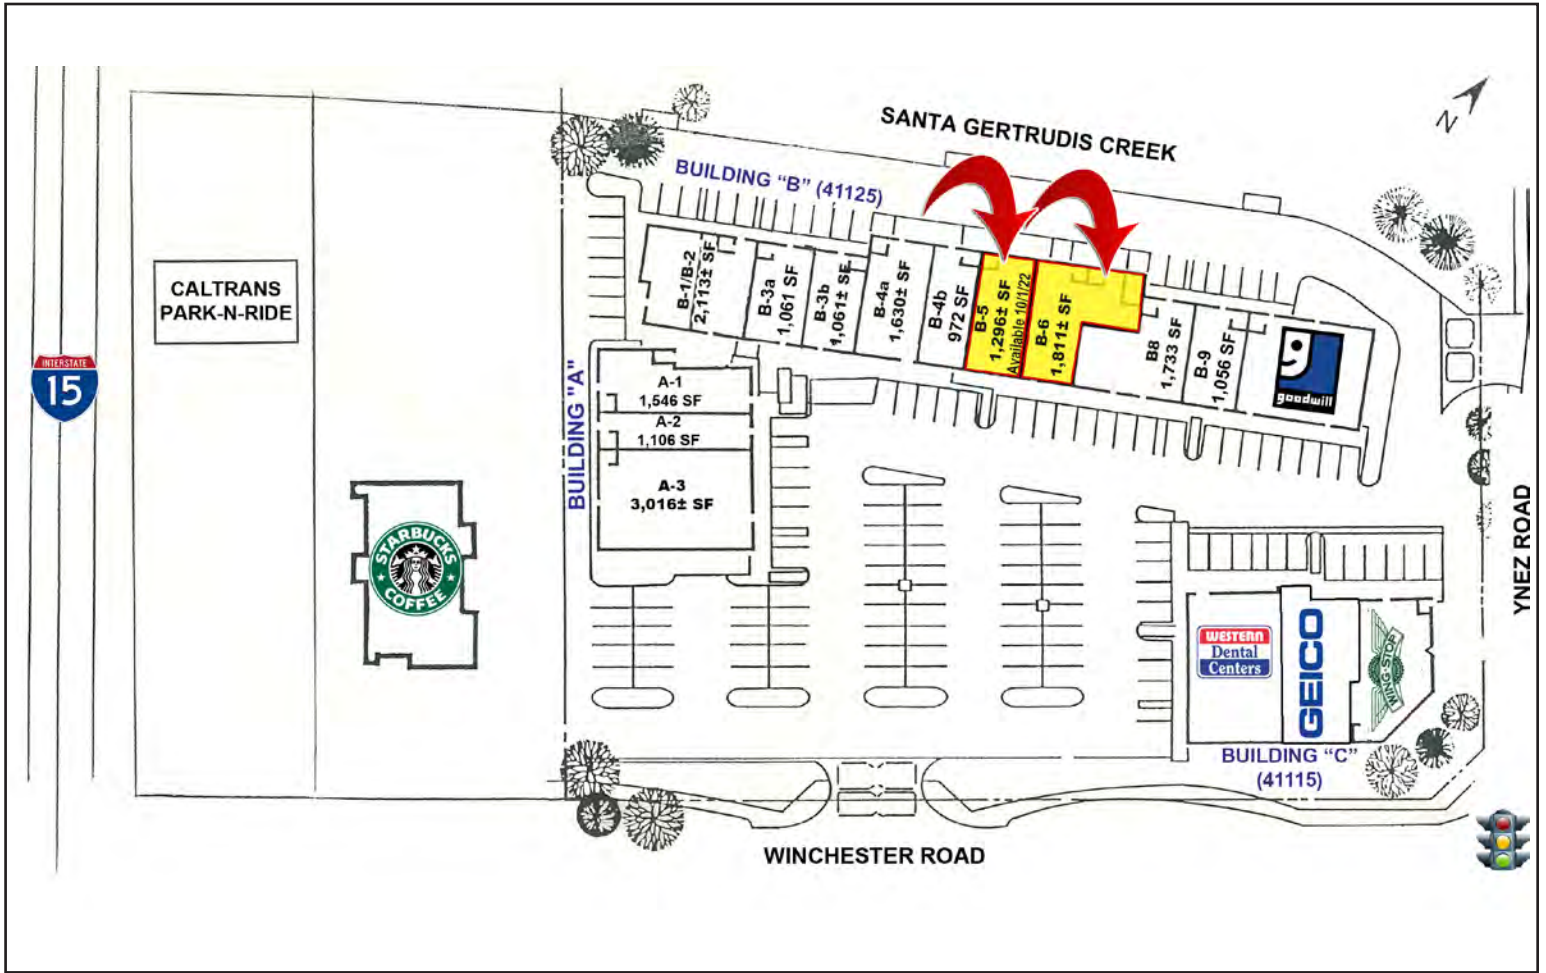 SANTA GERTRUDIS CREEK
N
BUILDING “B” (41125)
CALTRANS
PARK-N-RIDE
INTERSTATE
15
B-1/B-2
2,113± SF
B-3a
1,061 SF
B-3b
1,061± SF
B-4a
1,630± SF
B-4b
972 SF
B-5
1,296± SF
Available 10/1/22
B-6
1,811± SF
B8
1,733 SF
B-9
1,056 SF
goodwill
BUILDING "A"
A-1
1,546 SF
A-2
1,106 SF
A-3
3,016± SF
STARBUCKS
COFFEE
YNEZ ROAD
WESTERN
Dental
Centers
GEICO
WING-STOP
BUILDING “C”
(41115)
WINCHESTER ROAD